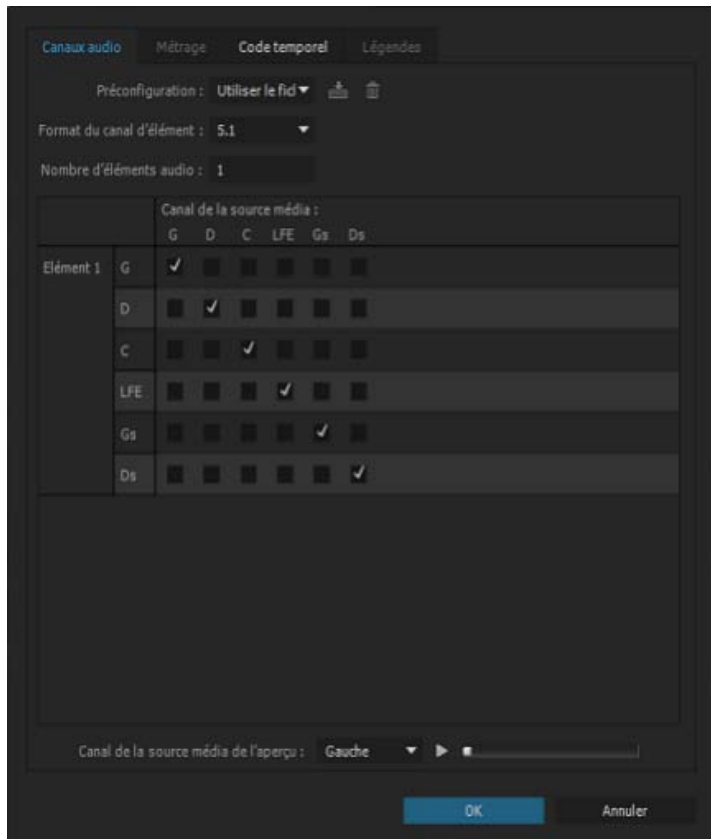 Canaux audio Métrage Code temporel Légendes
Préconfiguration : Utiliser le fid
Format du canal d'élément : 5.1
Nombre d'éléments audio : 1
Canal de la source média :
G D C LFE Gs Ds
Elément 1 G
D
C
LFE
Gs
Ds
Canal de la source média de l'aperçu : Gauche
OK Annuler